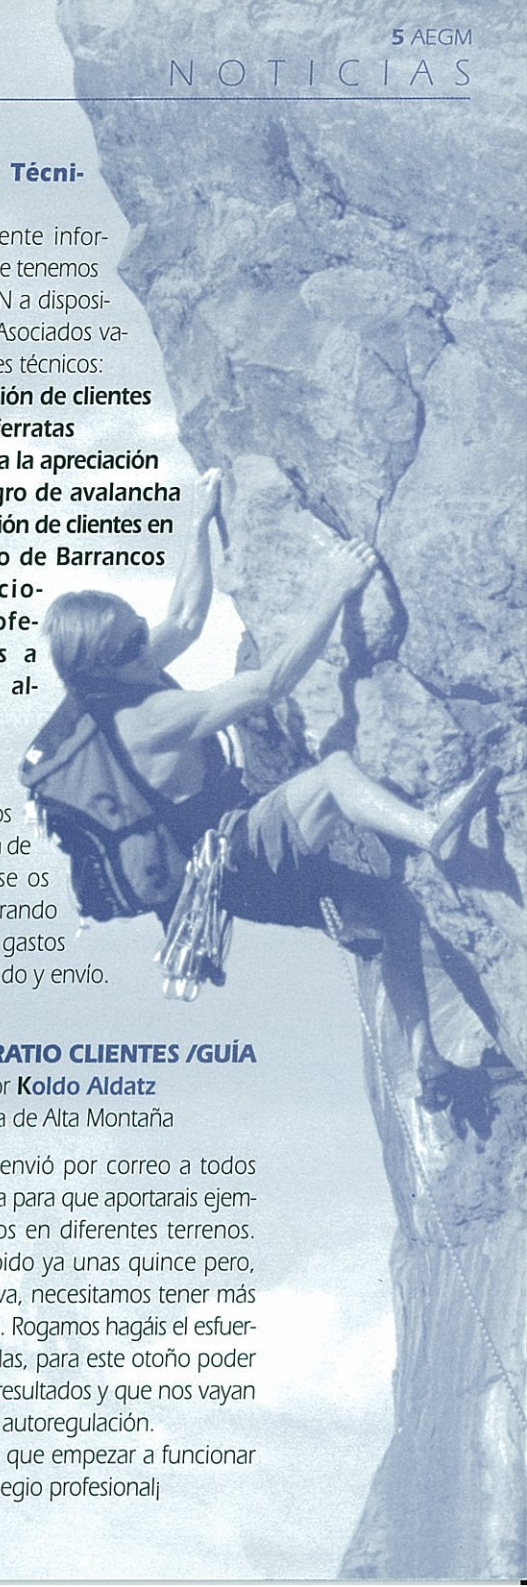 5 AEGM
NOTICIAS
Técni-
ente infor-
e tenemos
N a disposi-
Asociados va-
es técnicos:
ión de clientes
ferratas
a la apreciación
gro de avalancha
ión de clientes en
o de Barrancos
cio-
ofe-
s a
al-
os
de
se os
rando
gastos
do y envío.
RATIO CLIENTES /GUÍA
or Koldo Aldatz
a de Alta Montaña
envió por correo a todos
a para que aportarais ejem-
os en diferentes terrenos.
bido ya unas quince pero,
va, necesitamos tener más
. Rogamos hagáis el esfuer-
las, para este otoño poder
resultados y que nos vayan
autoregulación.
que empezar a funcionar
egio profesional¡